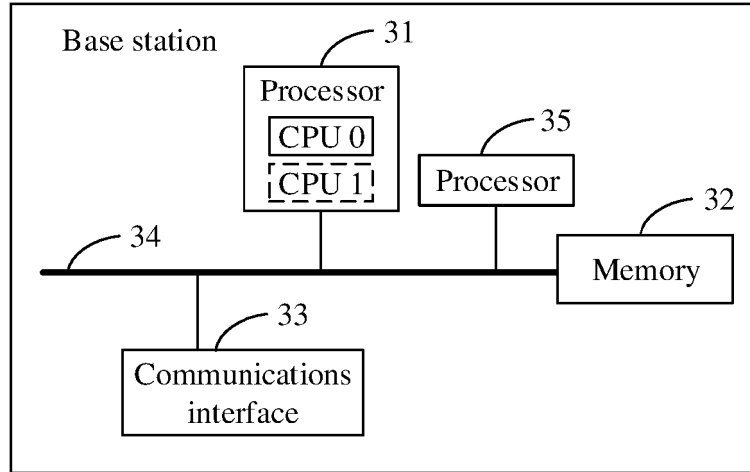 Base station
31
Processor
CPU 0
CPU 1
35
Processor
32
Memory
34
33
Communications
interface